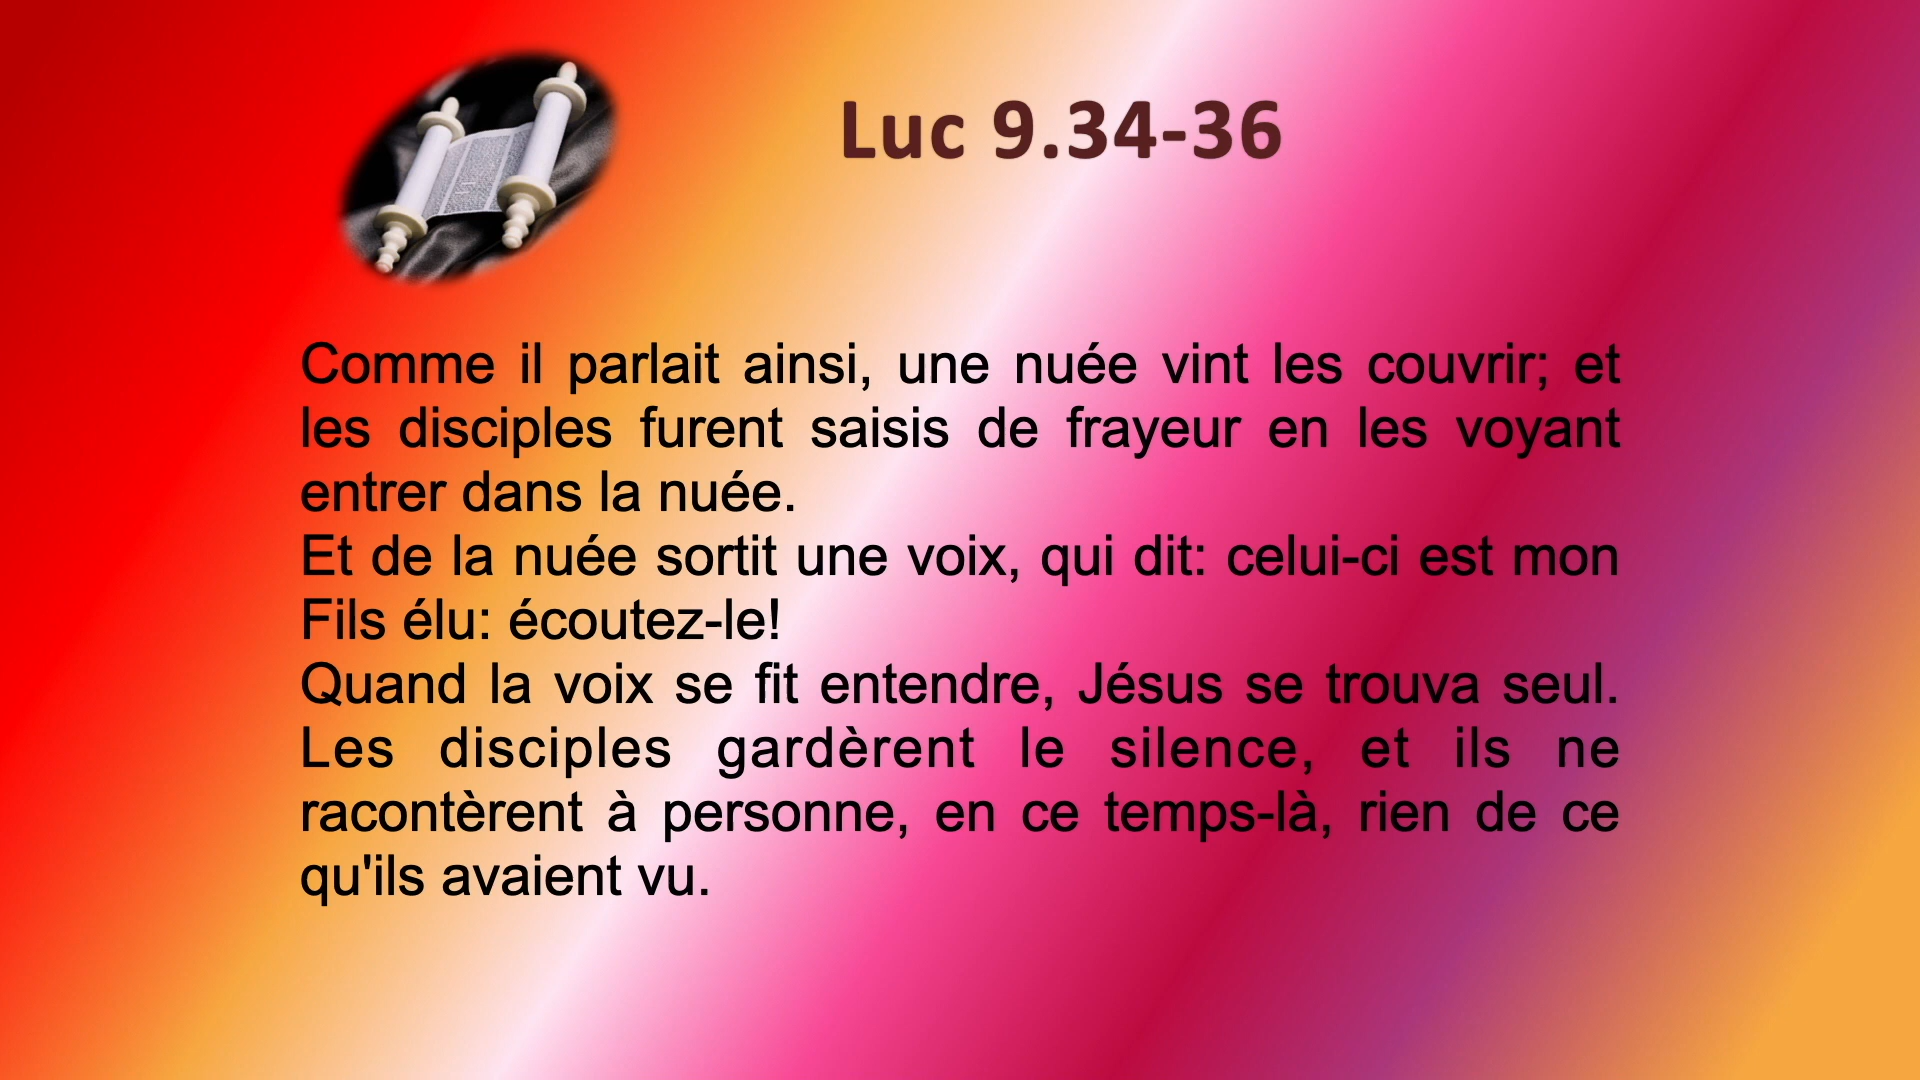 Luc 9.34-36
Comme il parlait ainsi, une nuée vint les couvrir; et
les disciples furent saisis de frayeur en les voyant
entrer dans la nuée.
Et de la nuée sortit une voix, qui dit: celui-ci est mon
Fils élu: écoutez-le!
Quand la voix se fit entendre, Jésus se trouva seul.
Les disciples gardèrent le silence, et ils ne
racontèrent à personne, en ce temps-là, rien de ce
qu'ils avaient vu.